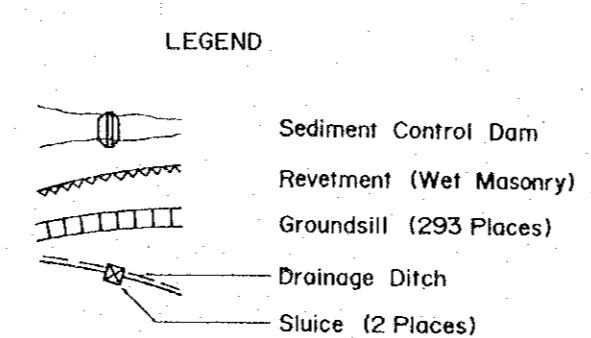 LEGEND
Sediment Control Dam
Revetment (Wet Masonry)
Groundsill (293 Places)
Drainage Ditch
Sluice (2 Places)